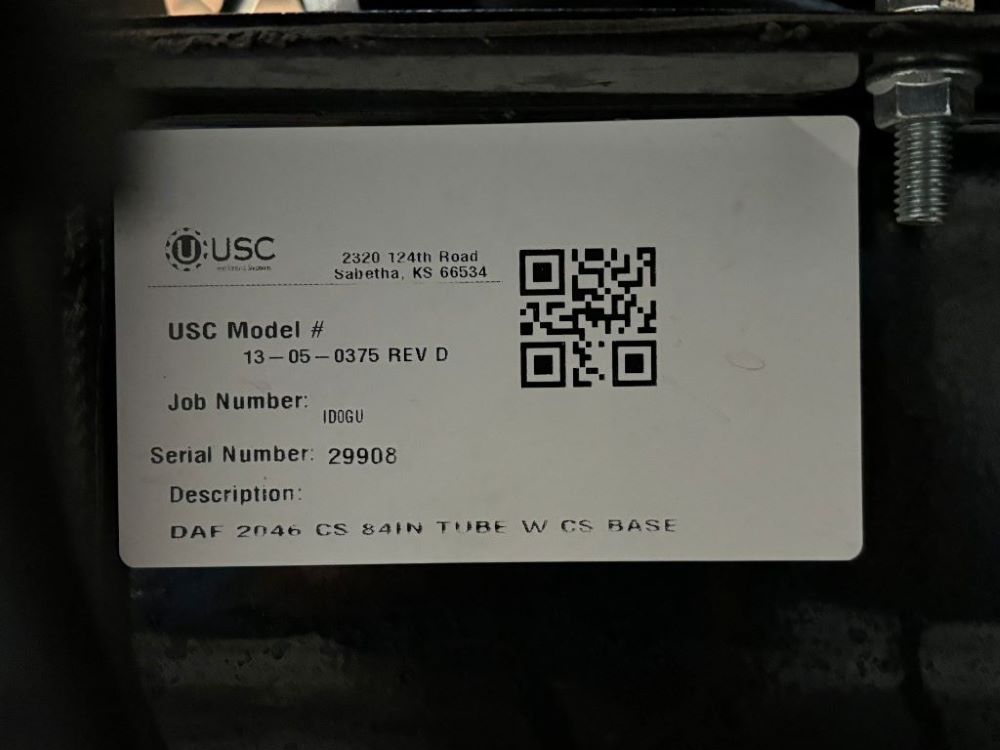 U USC
2320 124th Road
Sabetha, KS 66534
USC Model #
13-05-0375 REV D
Job Number:
ID0GU
Serial Number: 29908
Description:
DAF 2046 CS 84IN TUBE W CS BASE